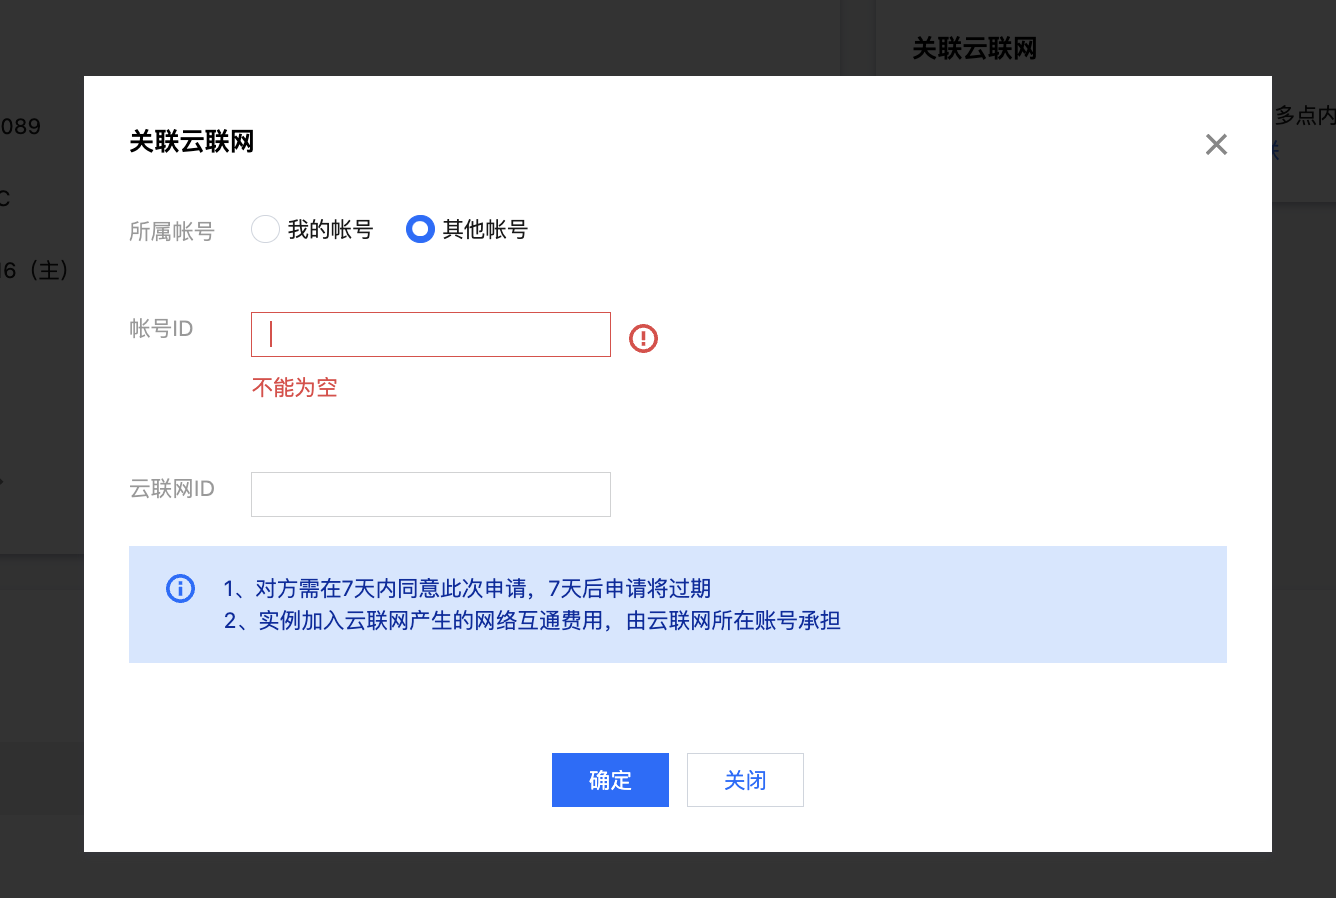 关联云联网
多点内
联
089
C
16（主）
关联云联网
所属帐号 我的帐号 其他帐号
帐号ID
不能为空
云联网ID
1、对方需在7天内同意此次申请，7天后申请将过期
2、实例加入云联网产生的网络互通费用，由云联网所在账号承担
确定 关闭